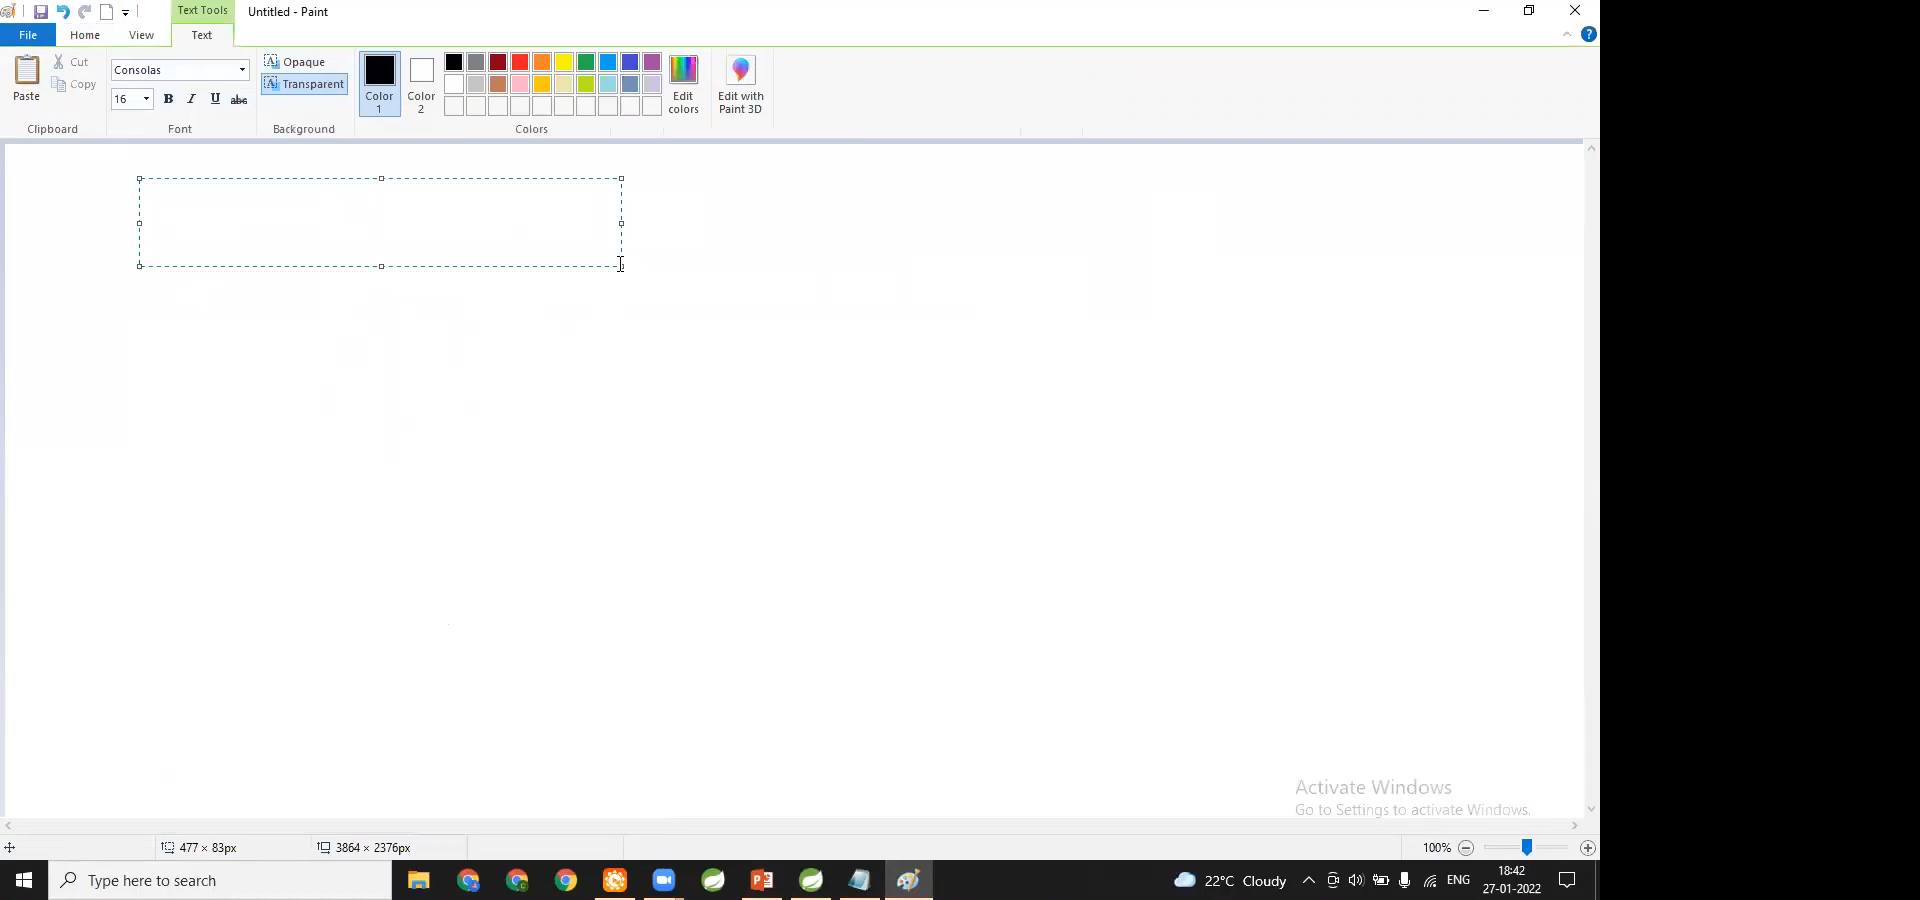 Text Tools
Untitled - Paint
File
Home
View
Text
Paste
Cut
Copy
Clipboard
Consolas
16
B
I
U
abc
Font
Opaque
Transparent
Background
Color 1
Color 2
Colors
Edit colors
Edit with Paint 3D
Activate Windows
Go to Settings to activate Windows.
477 × 83px
3864 × 2376px
100%
Type here to search
22°C Cloudy
ENG
18:42
27-01-2022